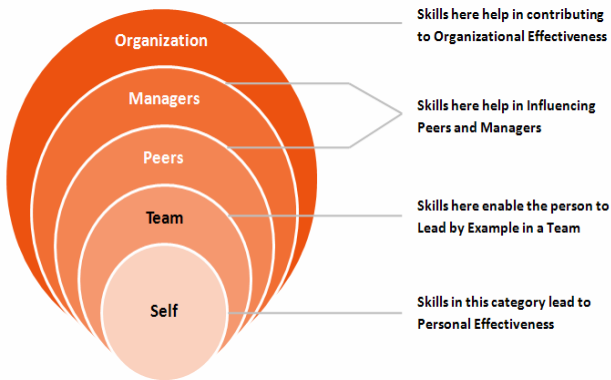 Organization
Managers
Peers
Team
Self
Skills here help in contributing
to Organizational Effectiveness
Skills here help in Influencing
Peers and Managers
Skills here enable the person to
Lead by Example in a Team
Skills in this category lead to
Personal Effectiveness